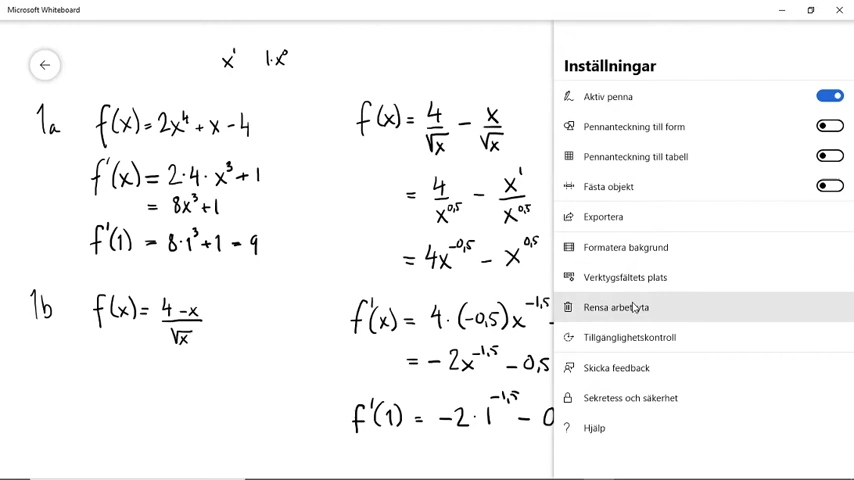 Microsoft Whiteboard
x¹ 1·x⁰
1a f(x) = 2x⁴ + x - 4
f'(x) = 2·4·x³ + 1
= 8x³ + 1
f'(1) = 8·1³ + 1 = 9
1b f(x) = (4 - x)/√x
f(x) = 4/√x - x/√x
= 4/x^0,5 - x¹/x^0,5
= 4x^-0,5 - x^0,5
f'(x) = 4·(-0,5)x^-1,5 -
= -2x^-1,5 - 0,5
f'(1) = -2·1^-1,5 - 0
Inställningar
Aktiv penna
Pennanteckning till form
Pennanteckning till tabell
Fästa objekt
Exportera
Formatera bakgrund
Verktygsfältets plats
Rensa arbetsyta
Tillgänglighetskontroll
Skicka feedback
Sekretess och säkerhet
Hjälp